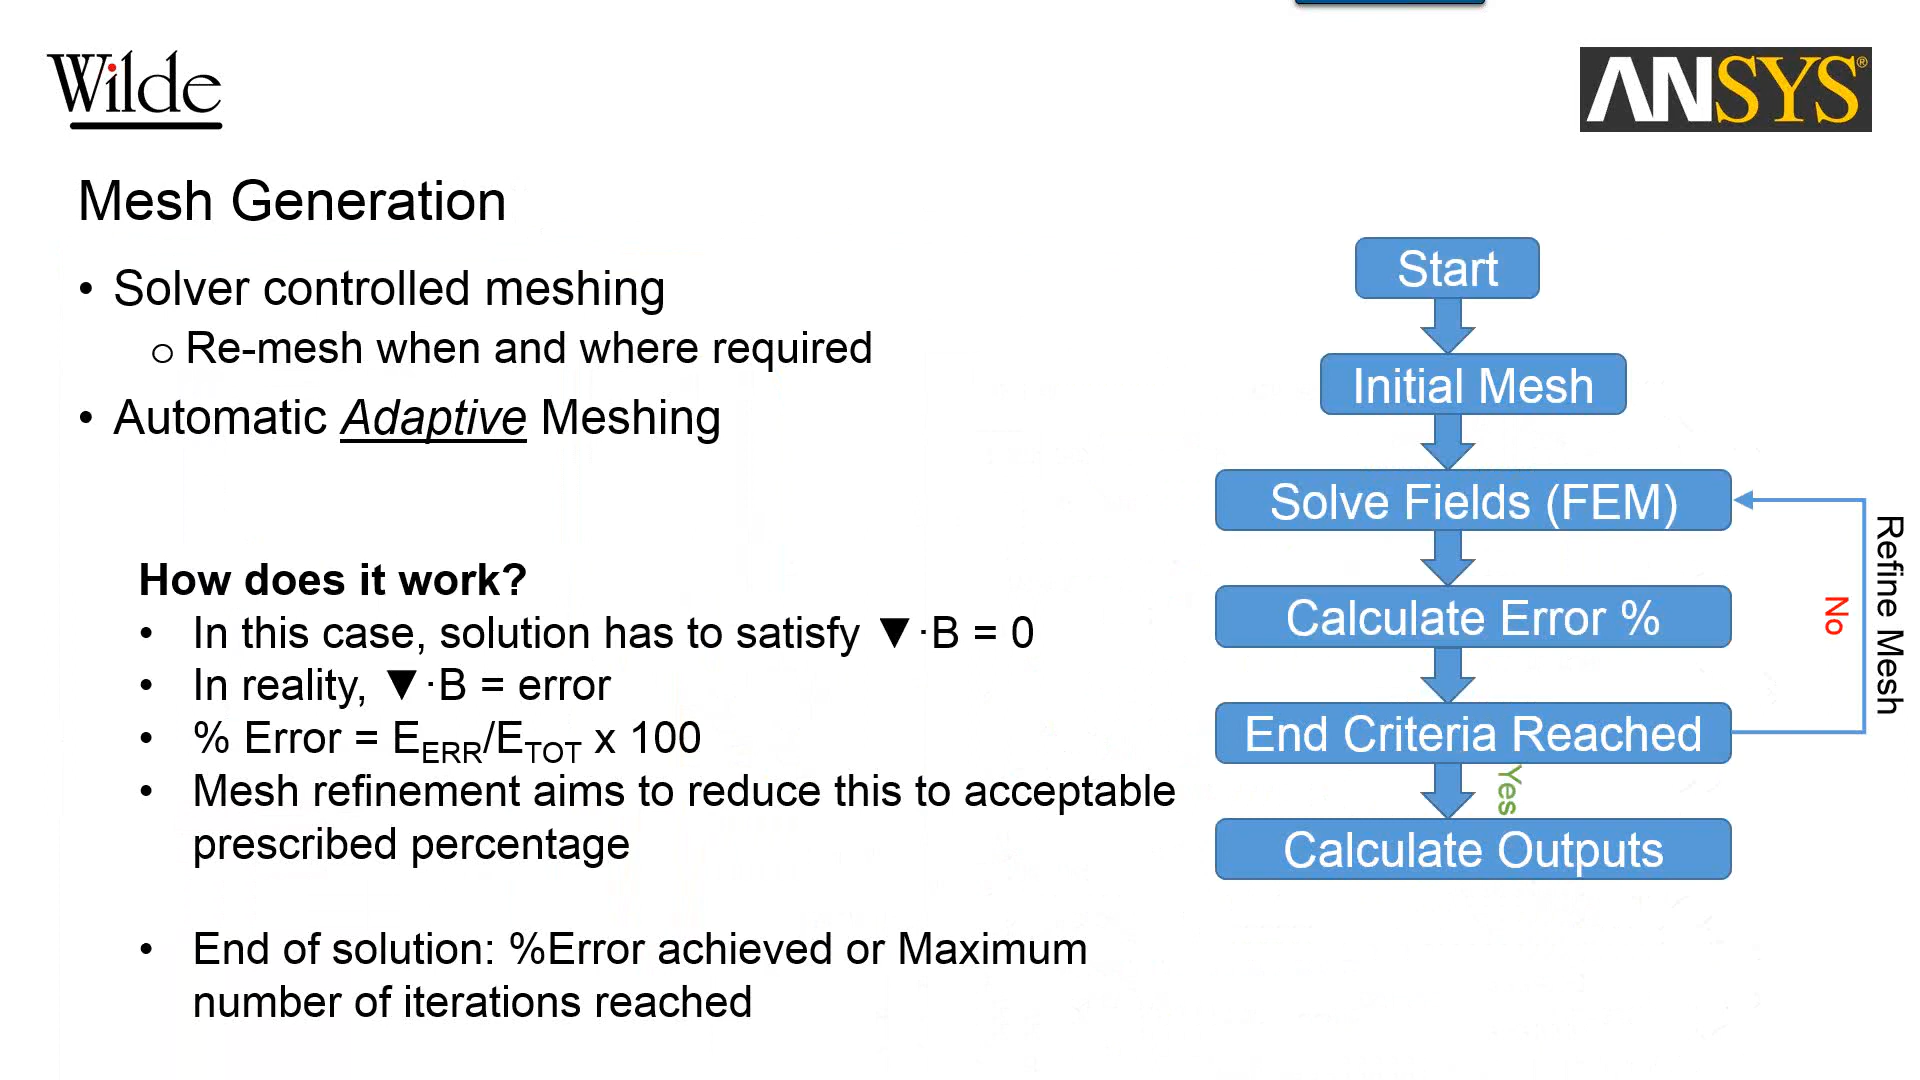 Wilde
ANSYS®
Mesh Generation
• Solver controlled meshing
o Re-mesh when and where required
• Automatic Adaptive Meshing
How does it work?
• In this case, solution has to satisfy ▼·B = 0
• In reality, ▼·B = error
• % Error = EERR/ETOT x 100
• Mesh refinement aims to reduce this to acceptable
prescribed percentage
• End of solution: %Error achieved or Maximum
number of iterations reached
Start
Initial Mesh
Solve Fields (FEM)
Calculate Error %
End Criteria Reached
No
Refine Mesh
Yes
Calculate Outputs